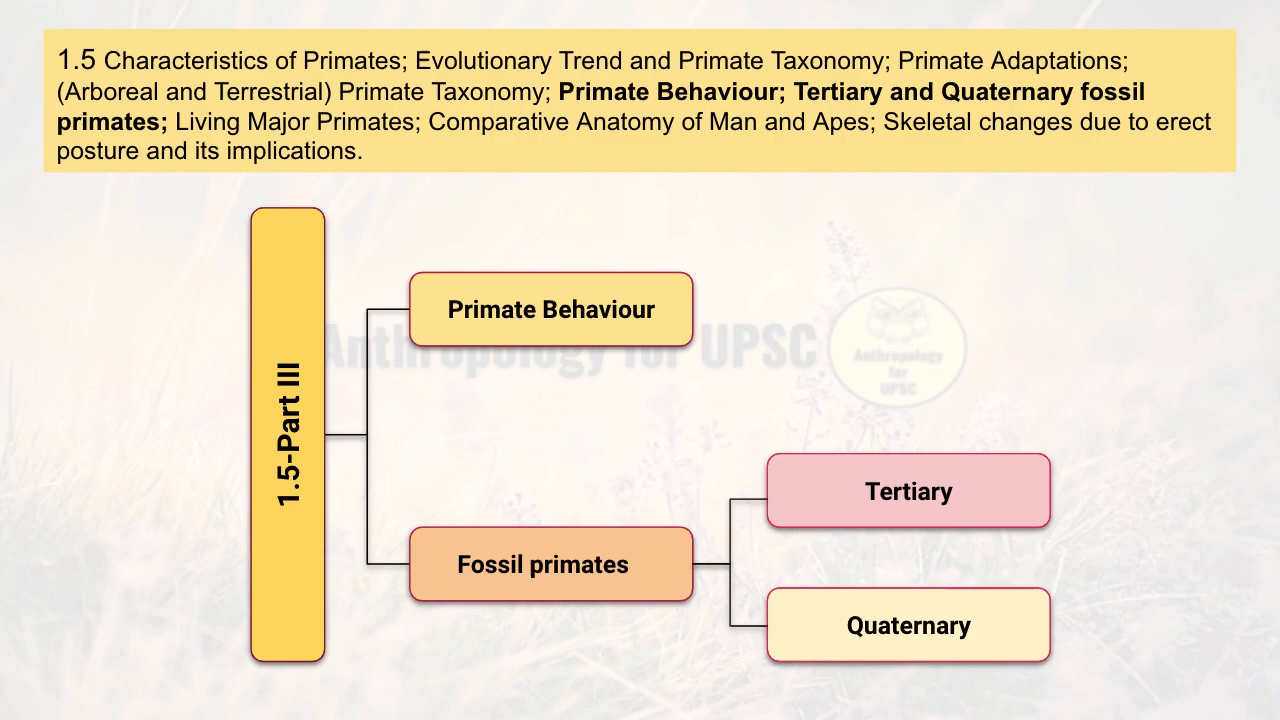 1.5 Characteristics of Primates; Evolutionary Trend and Primate Taxonomy; Primate Adaptations;
(Arboreal and Terrestrial) Primate Taxonomy; Primate Behaviour; Tertiary and Quaternary fossil
primates; Living Major Primates; Comparative Anatomy of Man and Apes; Skeletal changes due to erect
posture and its implications.
1.5-Part III
Primate Behaviour
Anthropology for UPSC
Anthropology
for
UPSC
Fossil primates
Tertiary
Quaternary